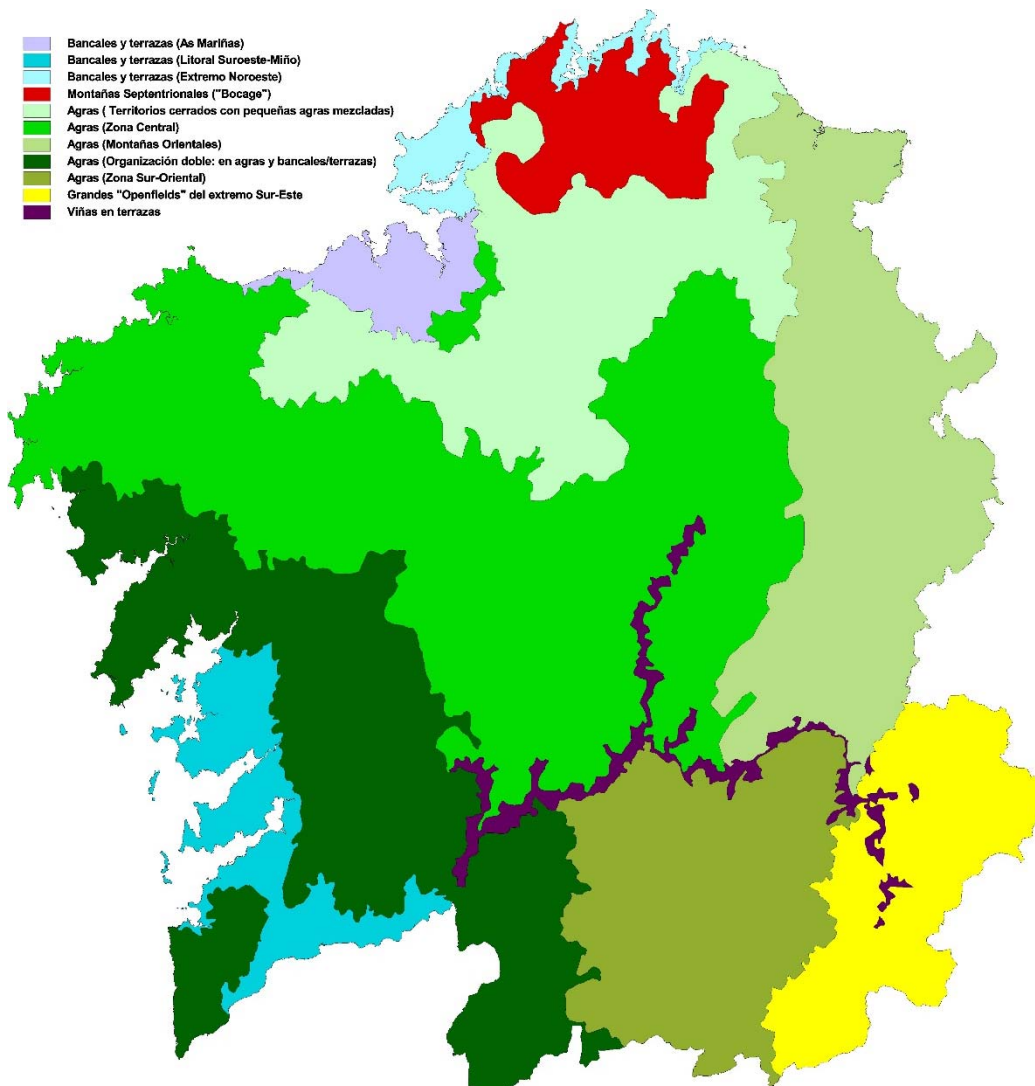 Bancales y terrazas (As Mariñas)
Bancales y terrazas (Litoral Suroeste-Miño)
Bancales y terrazas (Extremo Noroeste)
Montañas Septentrionales ("Bocage")
Agras ( Territorios cerrados con pequeñas agras mezcladas)
Agras (Zona Central)
Agras (Montañas Orientales)
Agras (Organización doble: en agras y bancales/terrazas)
Agras (Zona Sur-Oriental)
Grandes "Openfields" del extremo Sur-Este
Viñas en terrazas